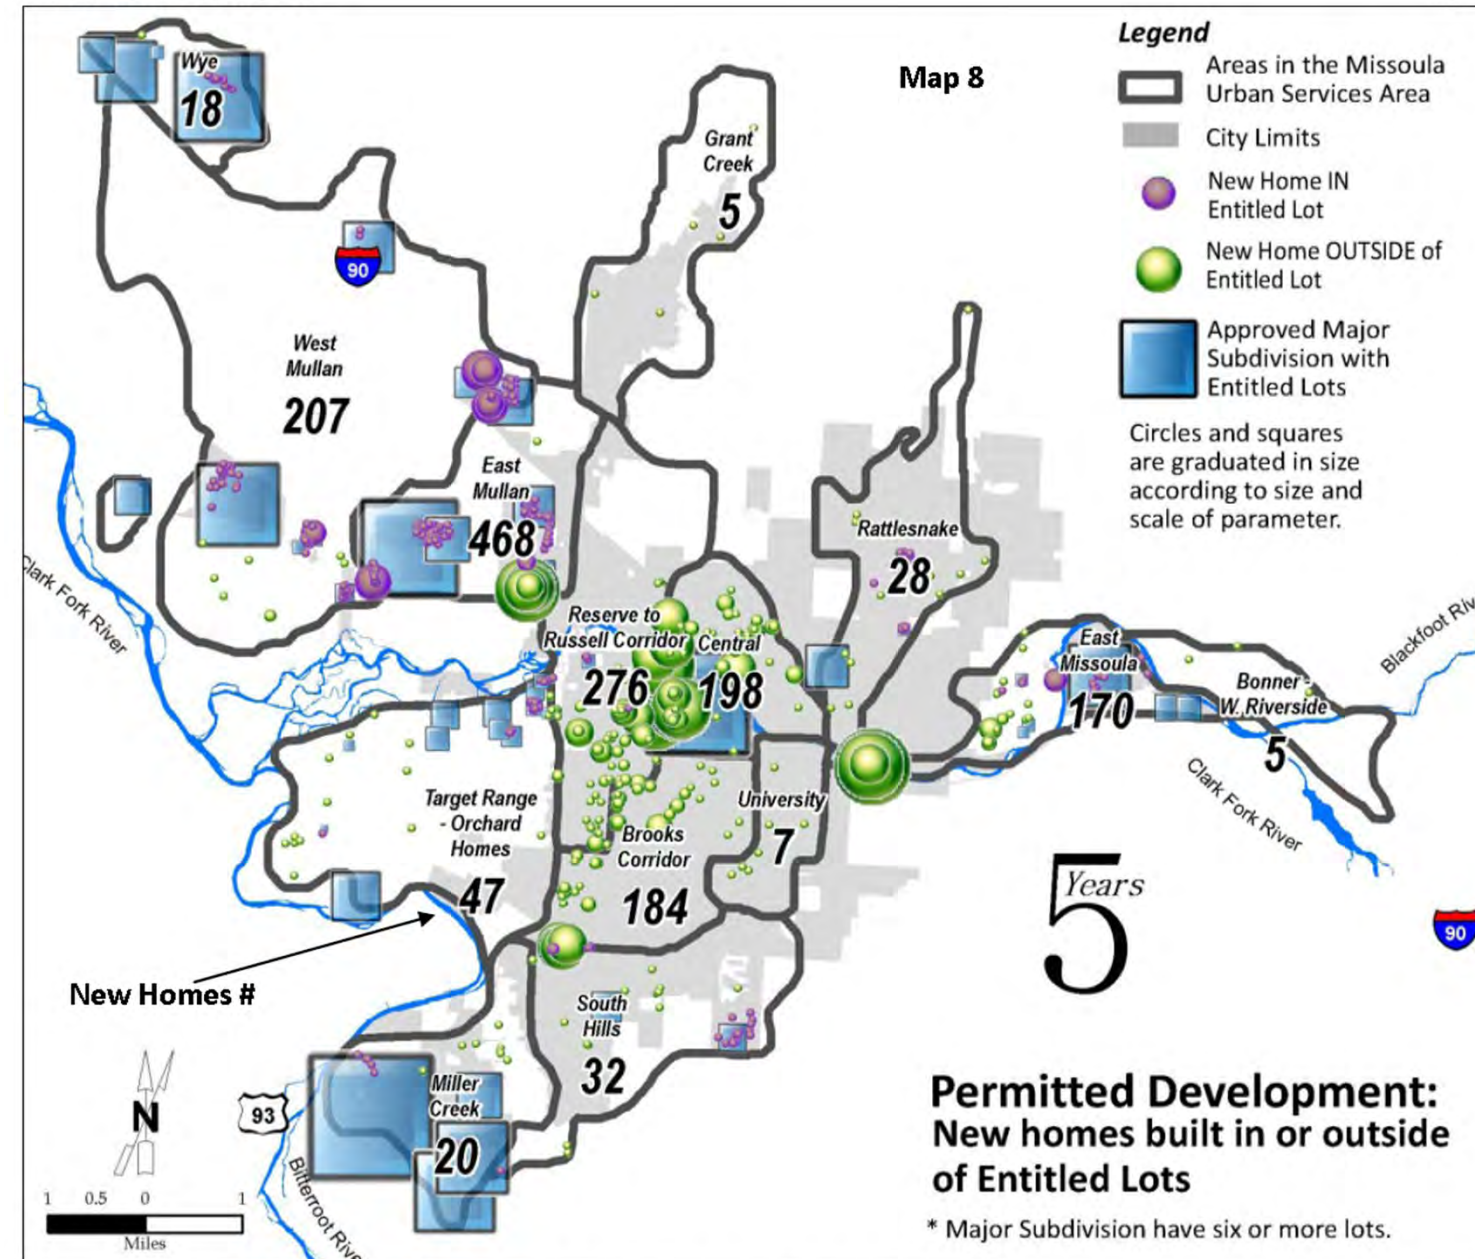 Map 8
Legend
Areas in the Missoula
Urban Services Area
City Limits
New Home IN
Entitled Lot
New Home OUTSIDE of
Entitled Lot
Approved Major
Subdivision with
Entitled Lots
Circles and squares
are graduated in size
according to size and
scale of parameter.
Wye
18
Grant
Creek
5
90
West
Mullan
207
East
Mullan
468
Rattlesnake
28
Clark Fork River
Reserve to
Russell Corridor
276
Central
198
East
Missoula
170
Bonner -
W. Riverside
5
Blackfoot Riv
Clark Fork River
Target Range
- Orchard
Homes
47
Brooks
Corridor
184
University
7
5
Years
90
New Homes #
South
Hills
32
Miller
Creek
20
93
Bitterroot Rive
N
1 0.5 0 1
Miles
Permitted Development:
New homes built in or outside
of Entitled Lots
* Major Subdivision have six or more lots.